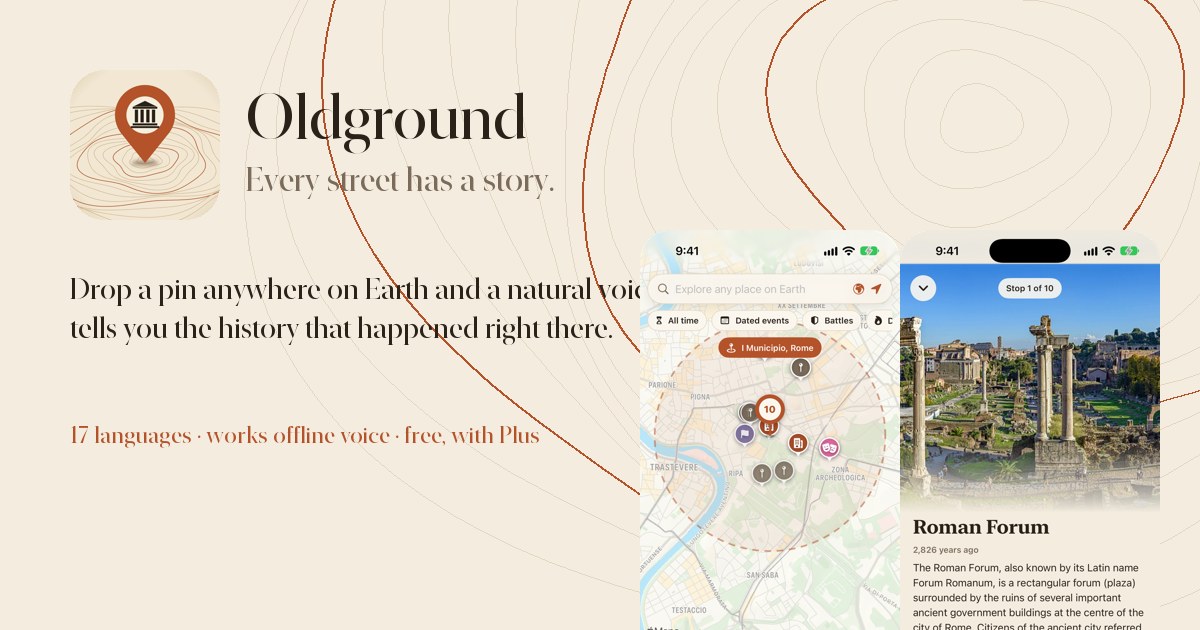 Oldground
Every street has a story.
Drop a pin anywhere on Earth and a natural voic
tells you the history that happened right there.
17 languages · works offline voice · free, with Plus
9:41
Explore any place on Earth
XX SETTEMBRE
All time
Dated events
Battles
D
I Municipio, Rome
PARIONE
PIGNA
10
TRASTEVERE
RIPA
ZONA
ARCHEOLOGICA
SAN SABA
TESTACCIO
9:41
Stop 1 of 10
Roman Forum
2,826 years ago
The Roman Forum, also known by its Latin name
Forum Romanum, is a rectangular forum (plaza)
surrounded by the ruins of several important
ancient government buildings at the centre of the
city of Rome. Citizens of the ancient city referred